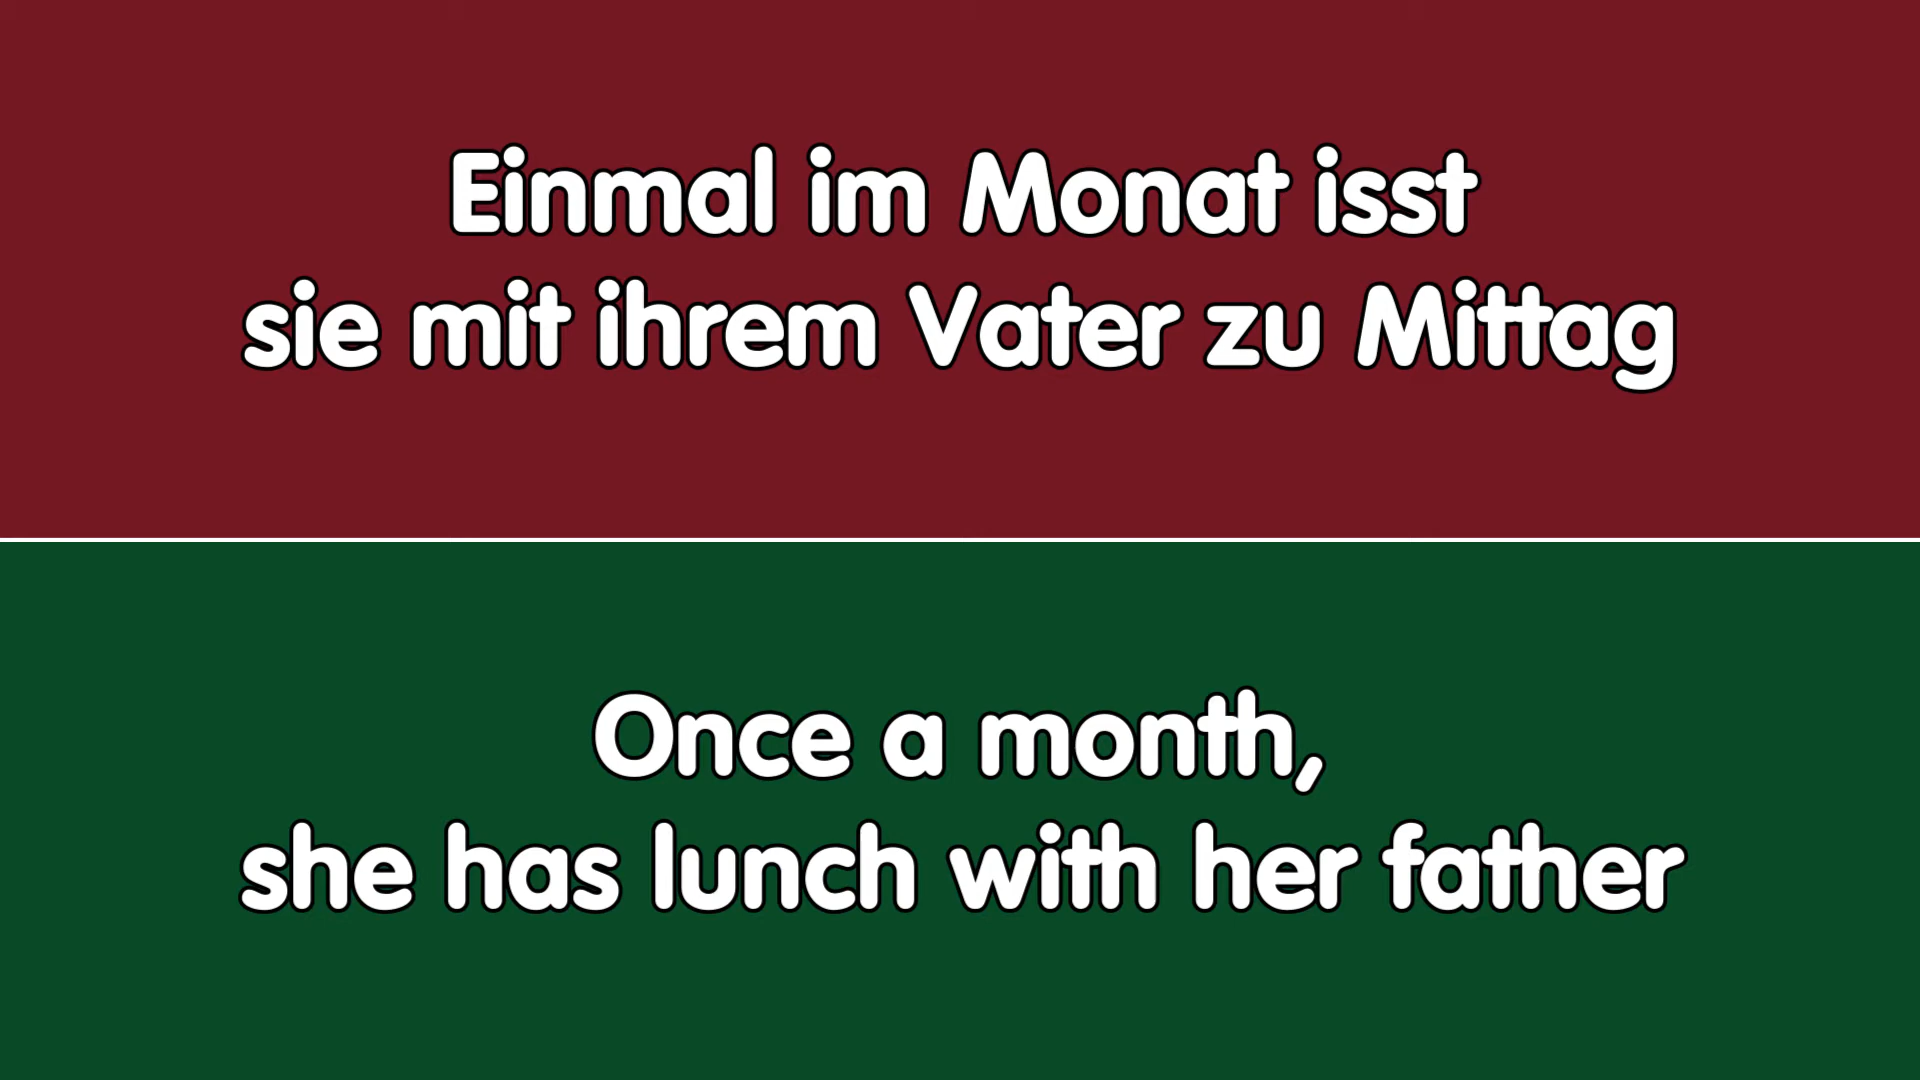 Einmal im Monat isst
sie mit ihrem Vater zu Mittag
Once a month,
she has lunch with her father